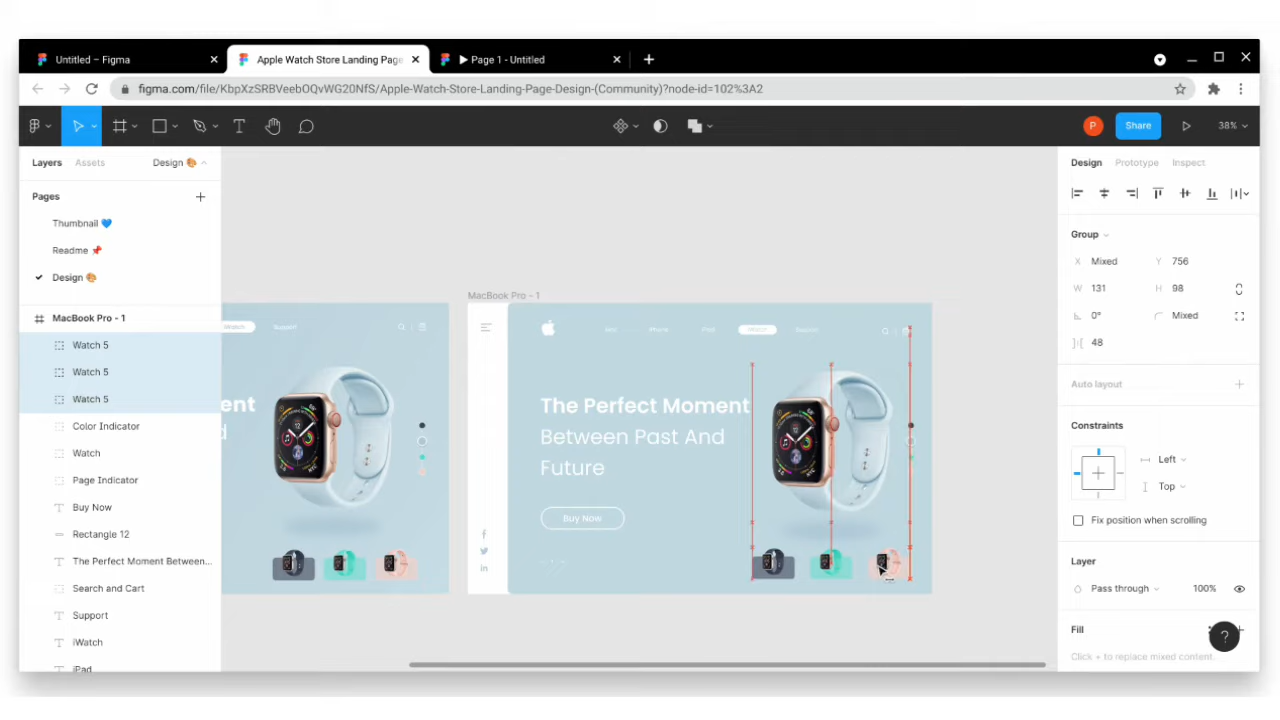 Untitled – Figma
Apple Watch Store Landing Page
Page 1 - Untitled
figma.com/file/KbpXzSRBVeebOQvWG20NfS/Apple-Watch-Store-Landing-Page-Design-(Community)?node-id=102%3A2
P
Share
38%
Layers
Assets
Design 🎨
Pages
Thumbnail 💙
Readme 📌
Design 🎨
MacBook Pro - 1
Watch 5
Watch 5
Watch 5
Color Indicator
Watch
Page Indicator
Buy Now
Rectangle 12
The Perfect Moment Between...
Search and Cart
Support
iWatch
iPad
Support
MacBook Pro - 1
The Perfect Moment
Between Past And
Future
Buy Now
Design
Prototype
Inspect
Group
X Mixed
Y 756
W 131
H 98
0°
Mixed
48
Auto layout
Constraints
Left
Top
Fix position when scrolling
Layer
Pass through
100%
Fill
Click + to replace mixed content.
?